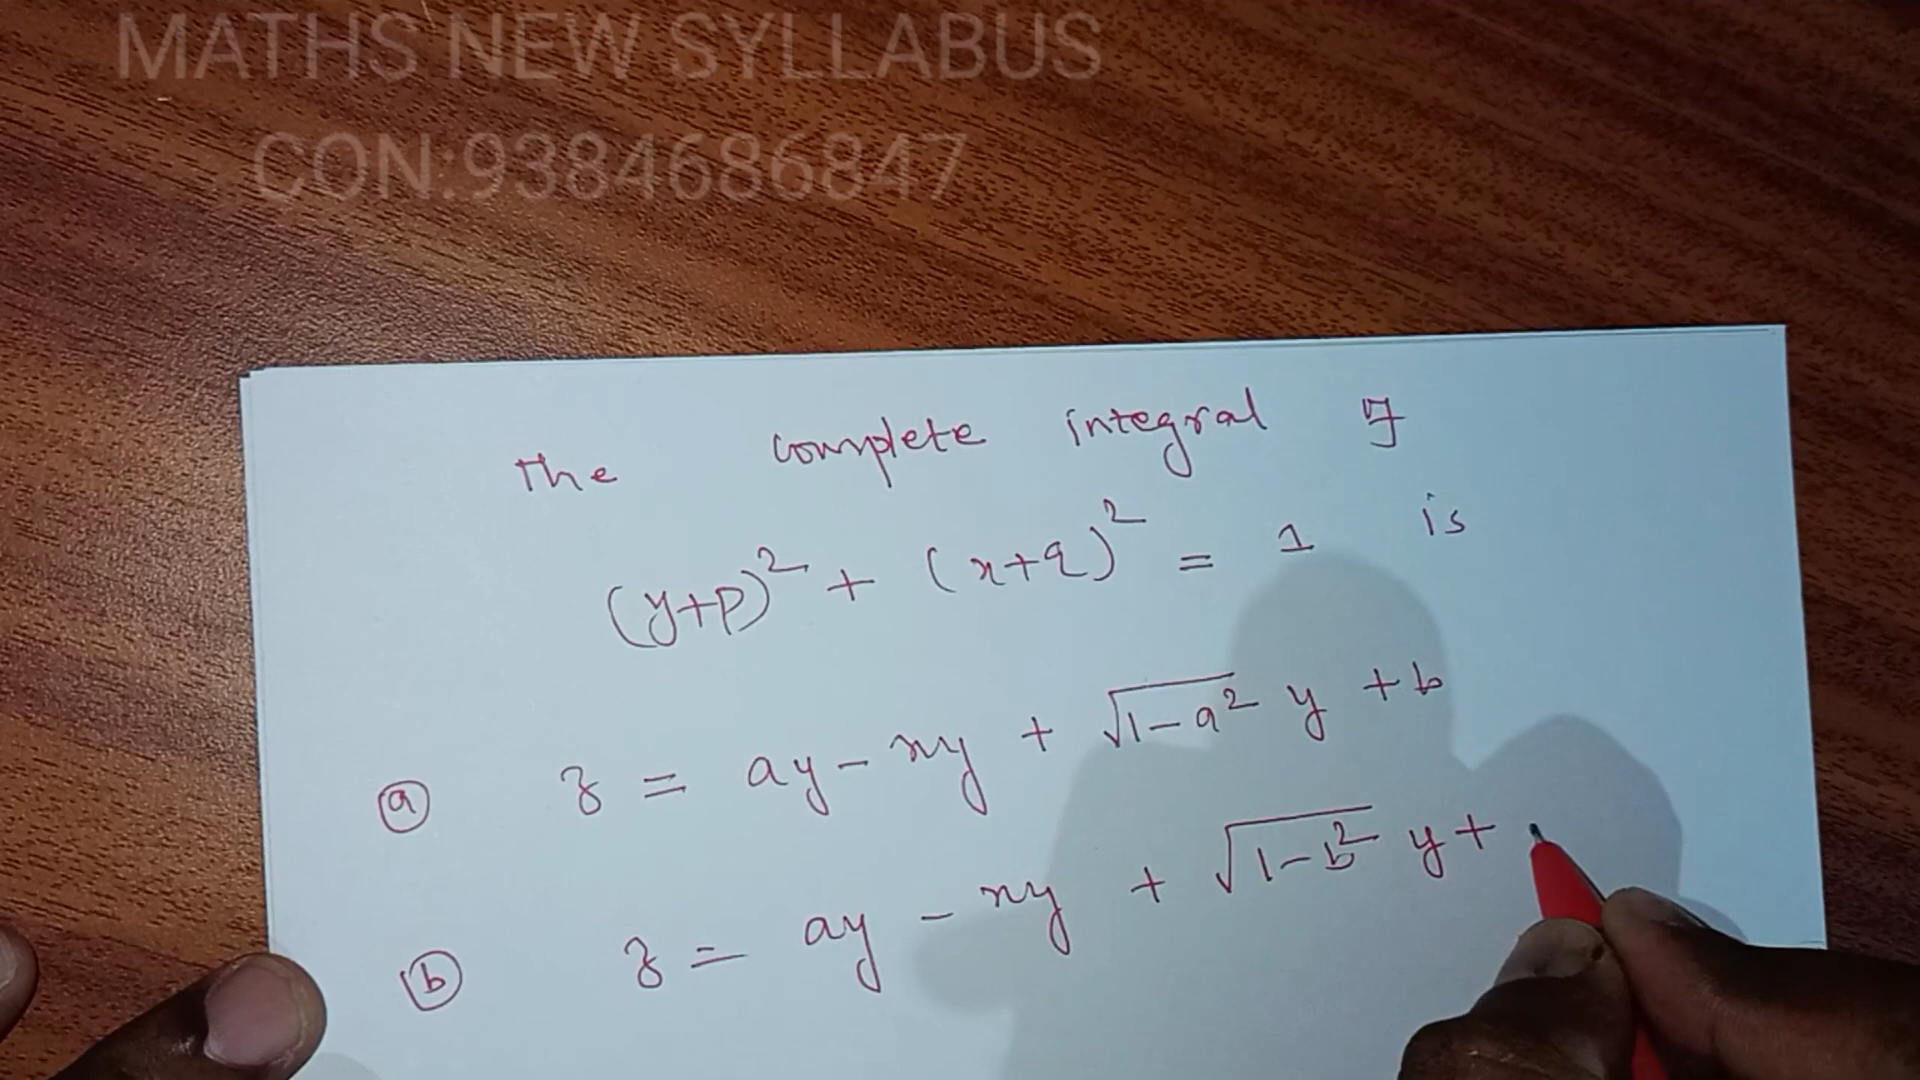 MATHS NEW SYLLABUS
CON:9384686847
The complete integral of
(y+p)² + (x+q)² = 1 is
(a) z = ay - xy + √1-a² y + b
(b) z = ay - xy + √1-b² y +